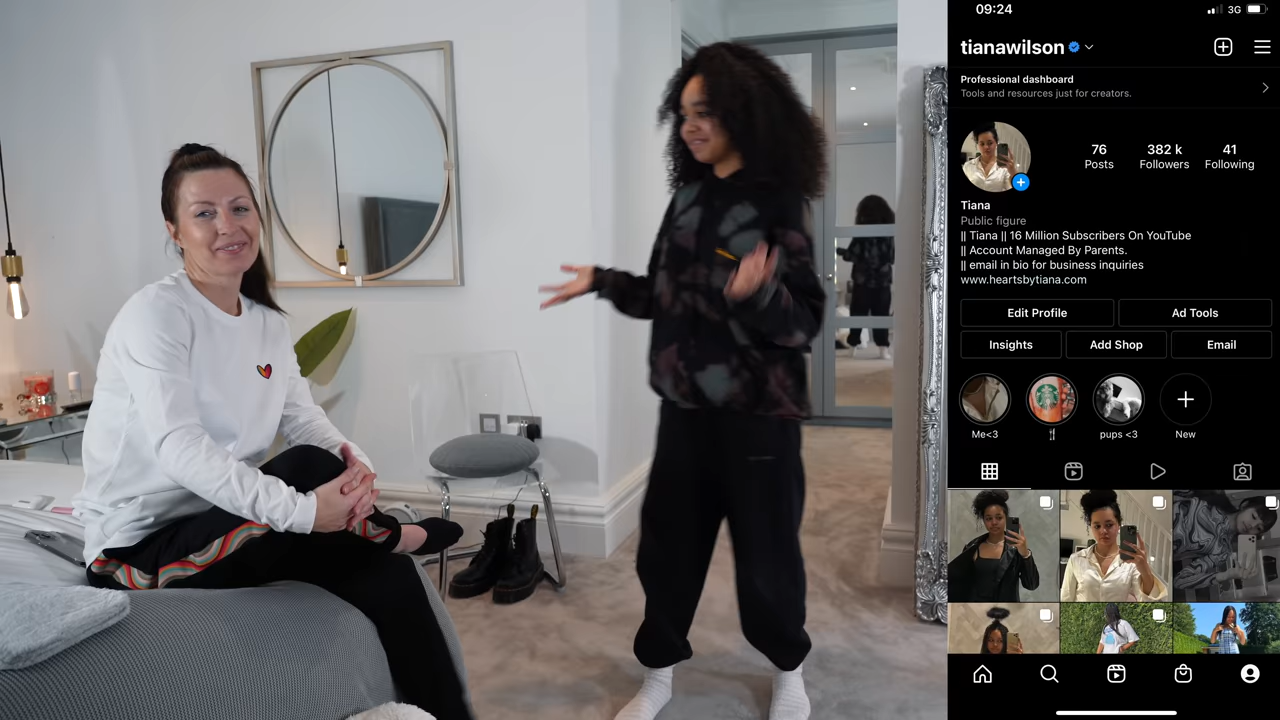 09:24
3G
tianawilson
Professional dashboard
Tools and resources just for creators.
76
Posts
382 k
Followers
41
Following
Tiana
Public figure
|| Tiana || 16 Million Subscribers On YouTube
|| Account Managed By Parents.
|| email in bio for business inquiries
www.heartsbytiana.com
Edit Profile
Ad Tools
Insights
Add Shop
Email
Me<3
pups <3
New